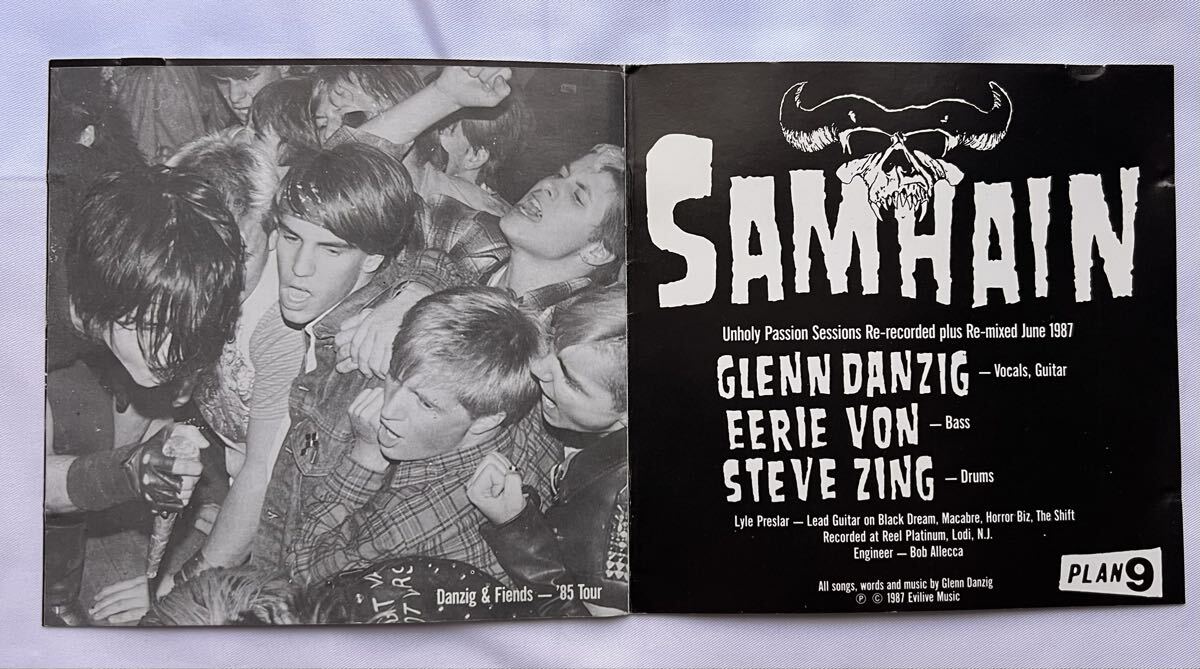 Danzig & Fiends — '85 Tour
SAMHAIN
Unholy Passion Sessions Re-recorded plus Re-mixed June 1987
GLENN DANZIG — Vocals, Guitar
EERIE VON — Bass
STEVE ZING — Drums
Lyle Preslar — Lead Guitar on Black Dream, Macabre, Horror Biz, The Shift
Recorded at Reel Platinum, Lodi, N.J.
Engineer — Bob Allecca
All songs, words and music by Glenn Danzig
Ⓟ © 1987 Evilive Music
PLAN 9